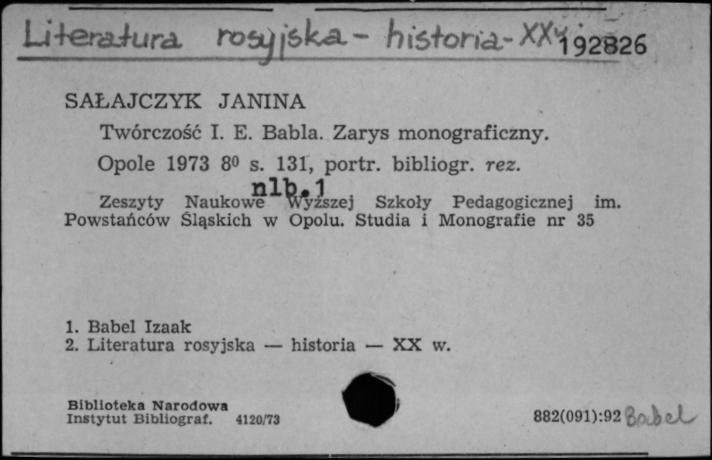 Literatura rosyjska - historia - XX w.
192826
SAŁAJCZYK JANINA
Twórczość I. E. Babla. Zarys monograficzny.
Opole 1973 8⁰ s. 131, portr. bibliogr. rez.
nlb. 1
Zeszyty Naukowe Wyższej Szkoły Pedagogicznej im.
Powstańców Śląskich w Opolu. Studia i Monografie nr 35
1. Babel Izaak
2. Literatura rosyjska — historia — XX w.
Biblioteka Narodowa
Instytut Bibliograf. 4120/73
882(091):92 Babel